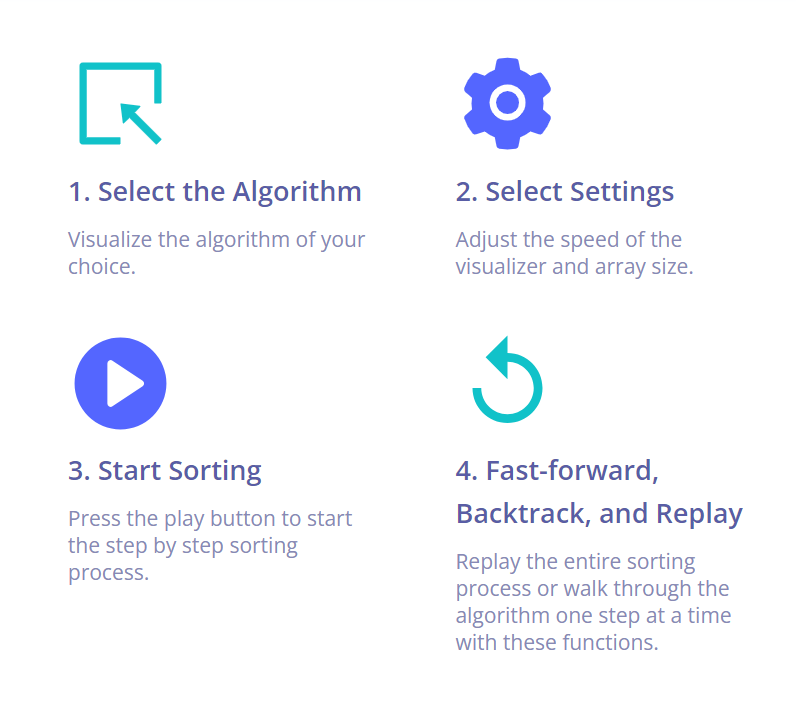 1. Select the Algorithm
Visualize the algorithm of your
choice.
2. Select Settings
Adjust the speed of the
visualizer and array size.
3. Start Sorting
Press the play button to start
the step by step sorting
process.
4. Fast-forward,
Backtrack, and Replay
Replay the entire sorting
process or walk through the
algorithm one step at a time
with these functions.